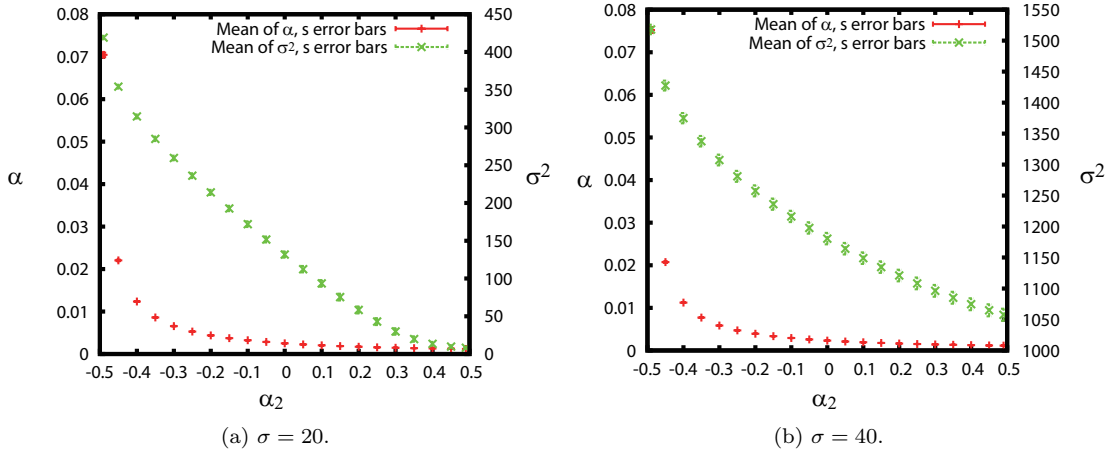 Mean of α, s error bars
Mean of σ², s error bars
0.08
0.07
0.06
0.05
0.04
0.03
0.02
0.01
0
α
450
400
350
300
250
200
150
100
50
0
σ²
-0.5 -0.4 -0.3 -0.2 -0.1 0 0.1 0.2 0.3 0.4 0.5
α₂
(a) σ = 20.
Mean of α, s error bars
Mean of σ², s error bars
0.08
0.07
0.06
0.05
0.04
0.03
0.02
0.01
0
α
1550
1500
1450
1400
1350
1300
1250
1200
1150
1100
1050
1000
σ²
-0.5 -0.4 -0.3 -0.2 -0.1 0 0.1 0.2 0.3 0.4 0.5
α₂
(b) σ = 40.